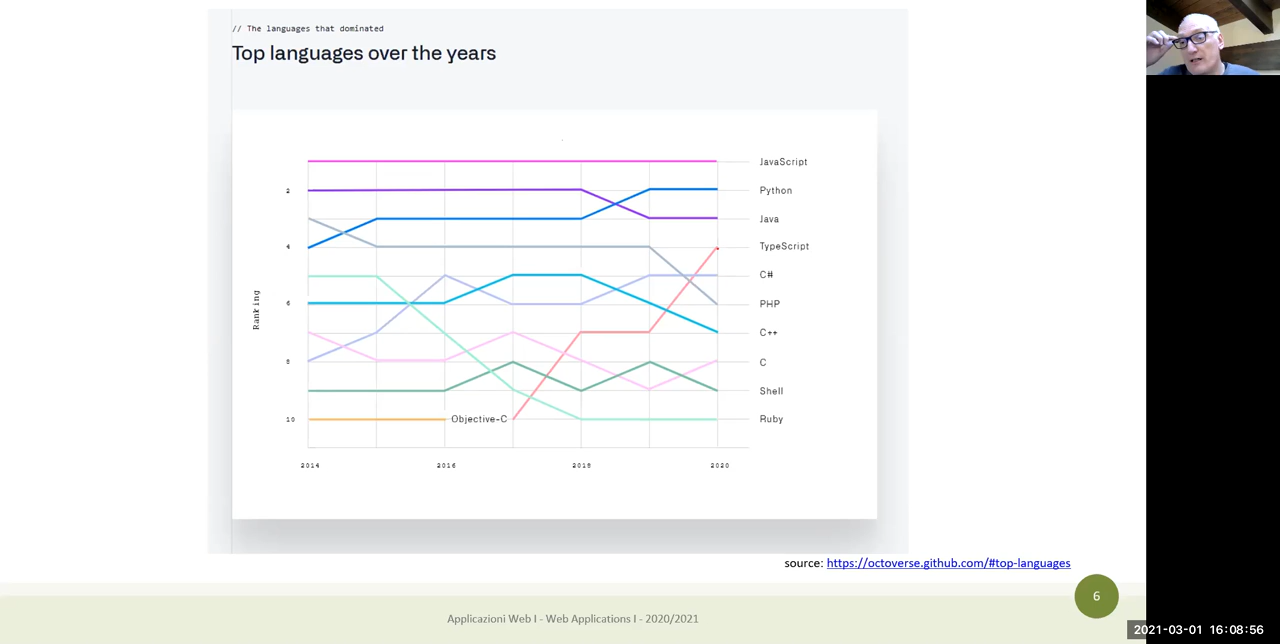 // The languages that dominated
Top languages over the years
JavaScript
2
Python
Java
4
TypeScript
C#
6
PHP
Ranking
C++
8
C
Shell
10
Objective-C
Ruby
2014
2016
2018
2020
source: https://octoverse.github.com/#top-languages
6
Applicazioni Web I - Web Applications I - 2020/2021
2021-03-01 16:08:56